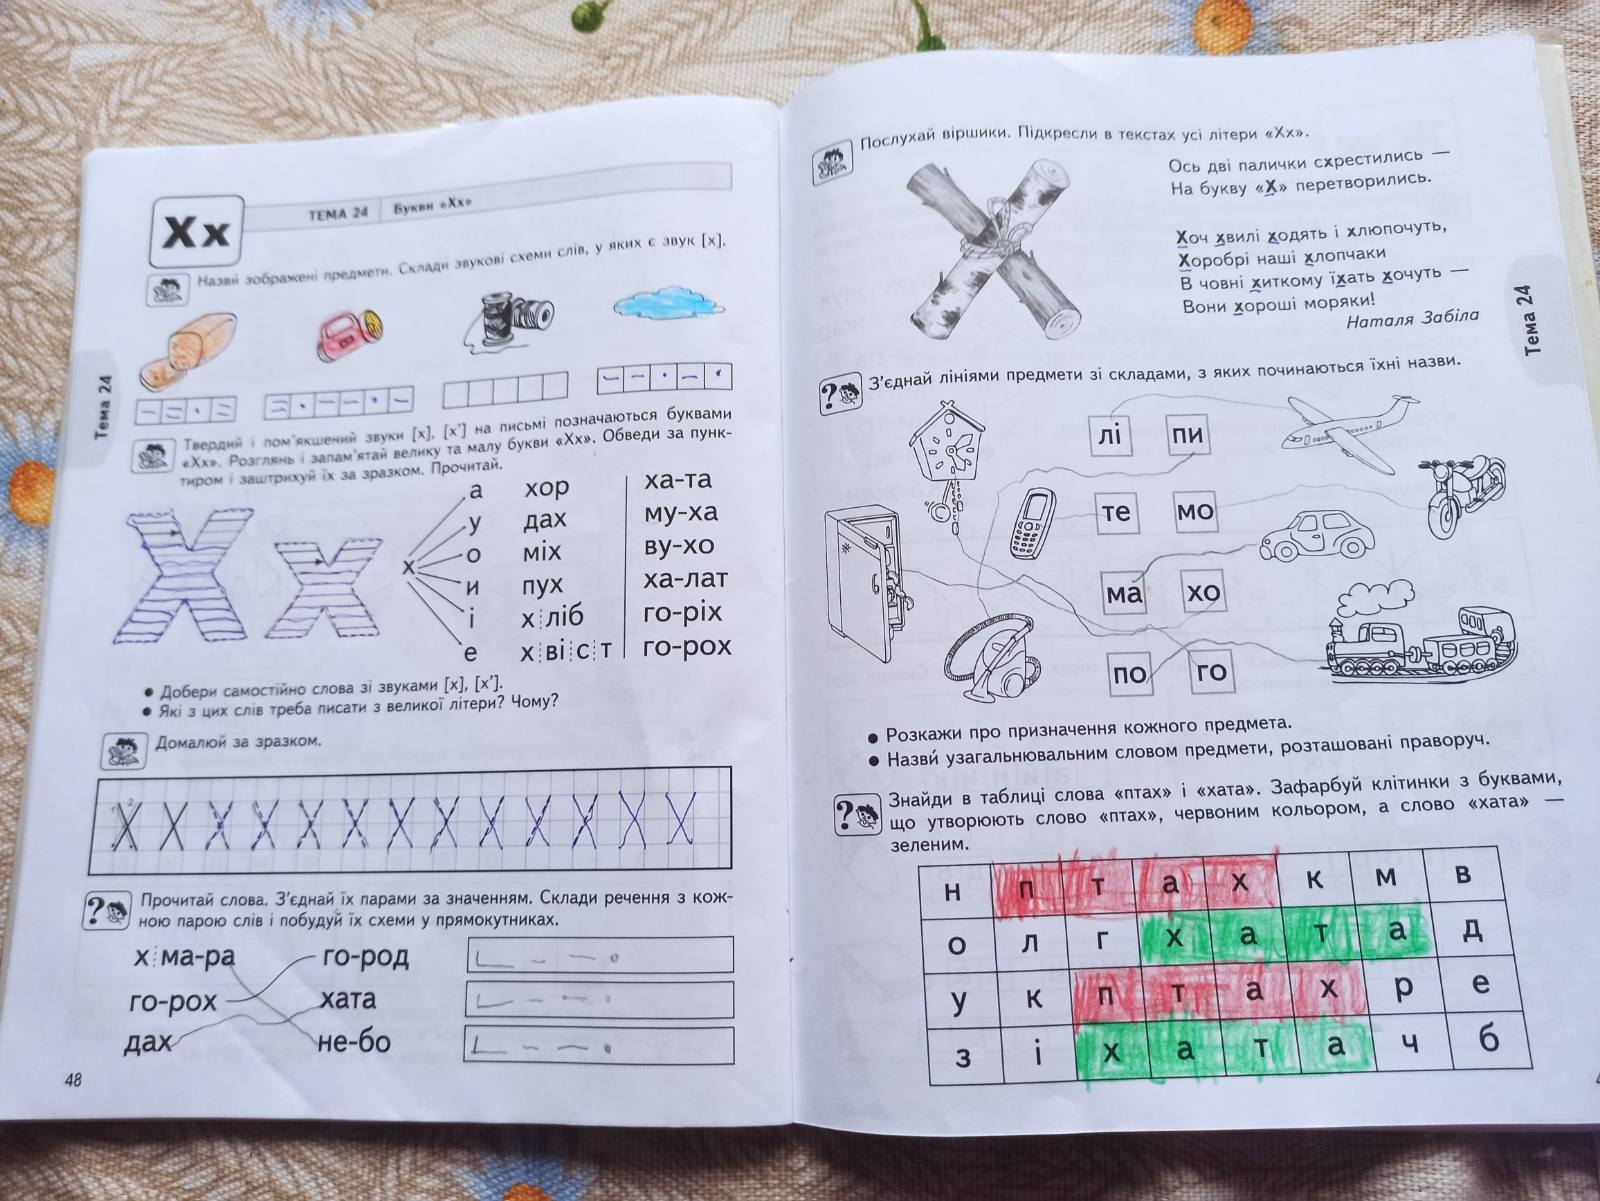 Хх
ТЕМА 24 Букви «Хх»
Назви́ зображені предмети. Склади звукові схеми слів, у яких є звук [х].
Тема 24
Твердий і пом'якшений звуки [х], [х'] на письмі позначаються буквами
«Хх». Розглянь і запам'ятай велику та малу букви «Хх». Обведи за пунк-
тиром і заштрихуй їх за зразком. Прочитай.
х
а
у
о
и
і
е
хор
дах
міх
пух
хліб
хвіст
ха-та
му-ха
ву-хо
ха-лат
го-ріх
го-рох
• Добери самостійно слова зі звуками [х], [х'].
• Які з цих слів треба писати з великої літери? Чому?
Домалюй за зразком.
1 2
Х Х Х Х Х Х Х Х Х Х Х Х Х
? Прочитай слова. З'єднай їх парами за значенням. Склади речення з кож-
ною парою слів і побудуй їх схеми у прямокутниках.
хма-ра го-род
го-рох хата
дах не-бо
48
Послухай віршики. Підкресли в текстах усі літери «Хх».
Ось дві палички схрестились —
На букву «Х» перетворились.
Хоч хвилі ходять і хлюпочуть,
Хоробрі наші хлопчаки
В човні хиткому їхать хочуть —
Вони хороші моряки!
Наталя Забіла
Тема 24
? З'єднай лініями предмети зі складами, з яких починаються їхні назви.
лі пи
те мо
ма хо
по го
• Розкажи про призначення кожного предмета.
• Назви́ узагальнювальним словом предмети, розташовані праворуч.
? Знайди в таблиці слова «птах» і «хата». Зафарбуй клітинки з буквами,
що утворюють слово «птах», червоним кольором, а слово «хата» —
зеленим.
н п т а х к м в
о л г х а т а д
у к п т а х р е
з і х а т а ч б